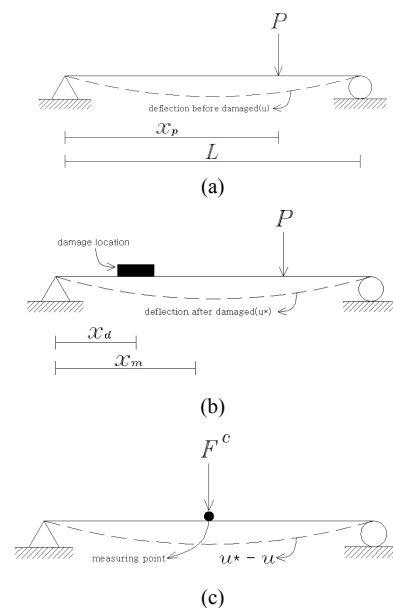 P
deflection before damaged(u)
x_p
L
(a)
damage location
P
deflection after damaged(u*)
x_d
x_m
(b)
F^c
measuring point
u* - u
(c)